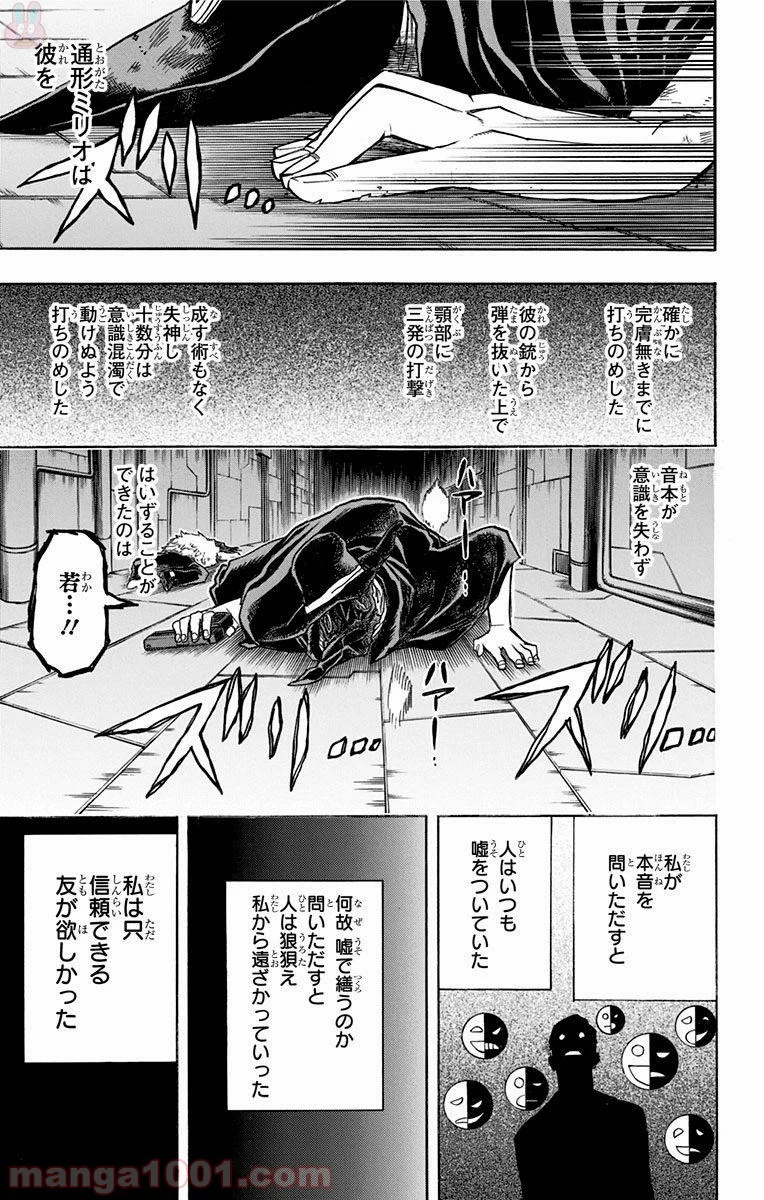 通形ミリオは
彼を
ズズ…
確かに
完膚無きまでに
打ちのめした
彼の銃から
弾を抜いた上で
顎部に
三発の打撃
成す術もなく
失神し
十数分は
意識混濁で
動けぬよう
打ちのめした
音本が
意識を失わず
はいずることが
できたのは
ハァ…
ハァ…
若…!!
ズズ…
ズズ…
私が
本音を
問いただすと
人はいつも
嘘をついていた
何故 嘘で繕うのか
問いただすと
人は狼狽え
私から遠ざかっていった
私は只
信頼できる
友が欲しかった
manga1001.com